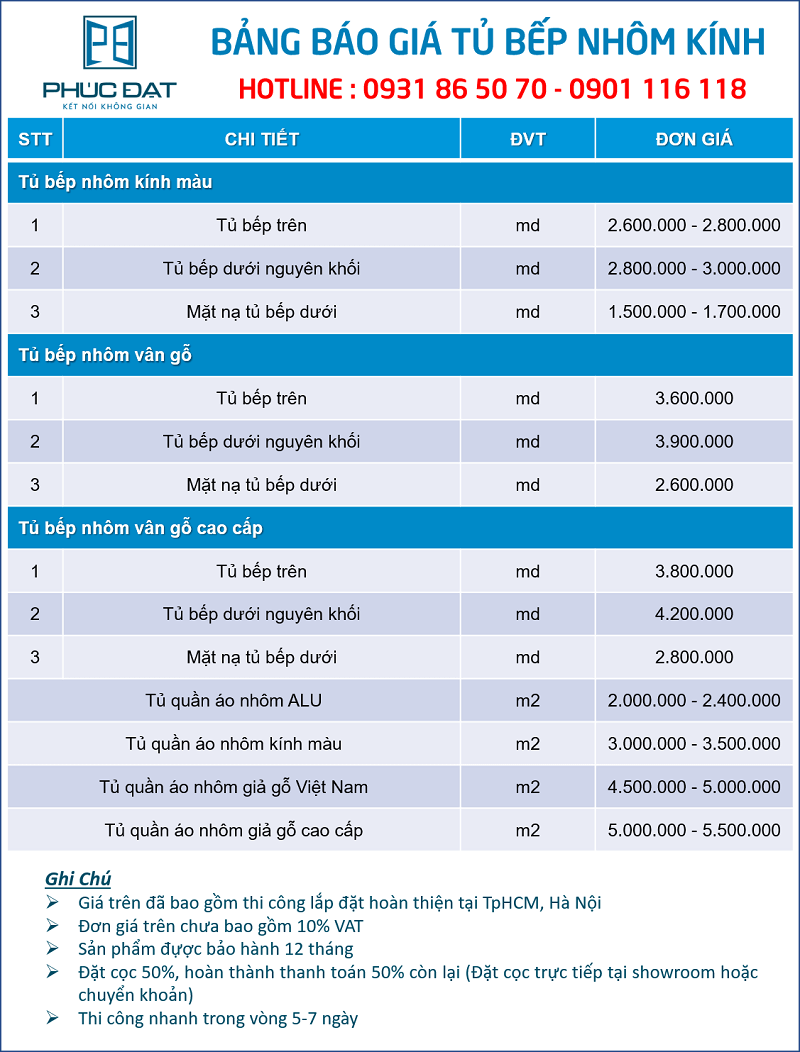 PHÚC ĐẠT
KẾT NỐI KHÔNG GIAN
BẢNG BÁO GIÁ TỦ BẾP NHÔM KÍNH
HOTLINE : 0931 86 50 70 - 0901 116 118
STT CHI TIẾT ĐVT ĐƠN GIÁ
Tủ bếp nhôm kính màu
1 Tủ bếp trên md 2.600.000 - 2.800.000
2 Tủ bếp dưới nguyên khối md 2.800.000 - 3.000.000
3 Mặt nạ tủ bếp dưới md 1.500.000 - 1.700.000
Tủ bếp nhôm vân gỗ
1 Tủ bếp trên md 3.600.000
2 Tủ bếp dưới nguyên khối md 3.900.000
3 Mặt nạ tủ bếp dưới md 2.600.000
Tủ bếp nhôm vân gỗ cao cấp
1 Tủ bếp trên md 3.800.000
2 Tủ bếp dưới nguyên khối md 4.200.000
3 Mặt nạ tủ bếp dưới md 2.800.000
Tủ quần áo nhôm ALU m2 2.000.000 - 2.400.000
Tủ quần áo nhôm kính màu m2 3.000.000 - 3.500.000
Tủ quần áo nhôm giả gỗ Việt Nam m2 4.500.000 - 5.000.000
Tủ quần áo nhôm giả gỗ cao cấp m2 5.000.000 - 5.500.000
Ghi Chú
➢ Giá trên đã bao gồm thi công lắp đặt hoàn thiện tại TpHCM, Hà Nội
➢ Đơn giá trên chưa bao gồm 10% VAT
➢ Sản phẩm đựợc bảo hành 12 tháng
➢ Đặt cọc 50%, hoàn thành thanh toán 50% còn lại (Đặt cọc trực tiếp tại showroom hoặc
chuyển khoản)
➢ Thi công nhanh trong vòng 5-7 ngày